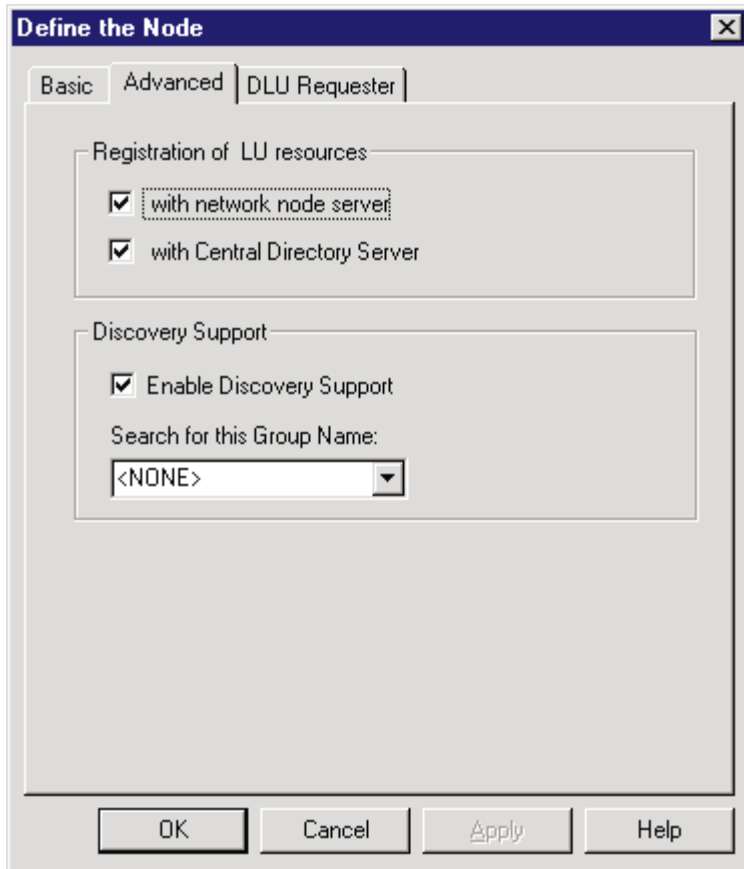 Define the Node
Basic Advanced DLU Requester
Registration of LU resources
with network node server
with Central Directory Server
Discovery Support
Enable Discovery Support
Search for this Group Name:
<NONE>
OK Cancel Apply Help